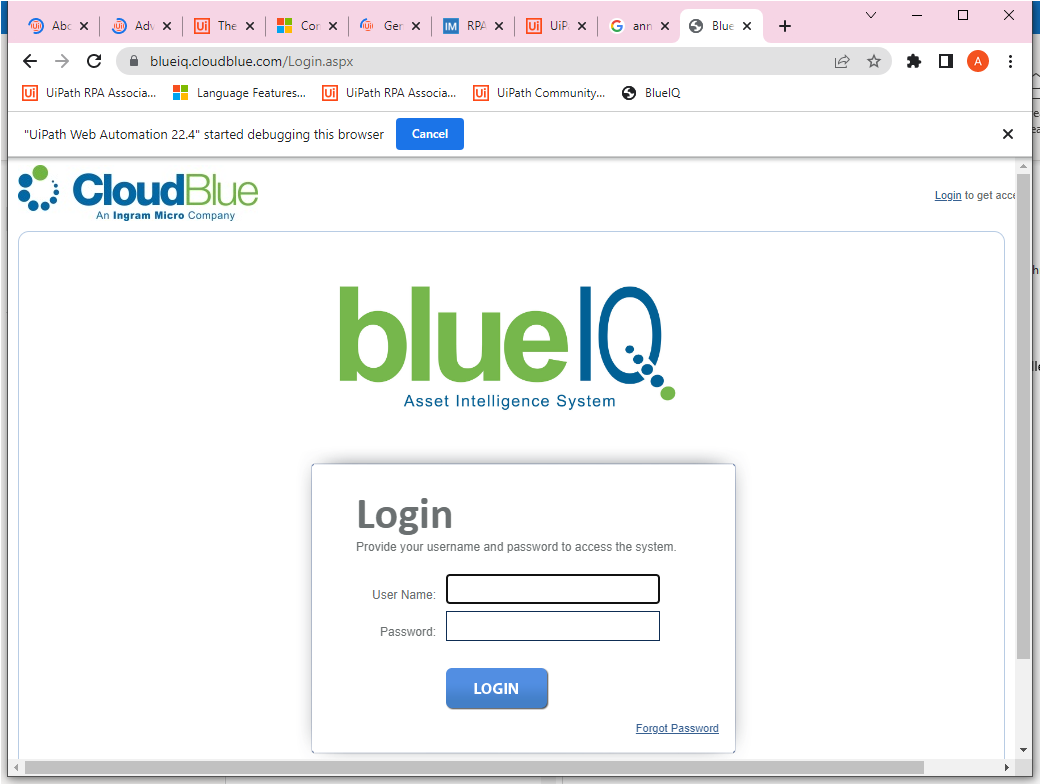 Abc
Adv
The
Cor
Ger
RPA
UiP
ann
Blue
blueiq.cloudblue.com/Login.aspx
A
UiPath RPA Associa...
Language Features...
UiPath RPA Associa...
UiPath Community...
BlueIQ
"UiPath Web Automation 22.4" started debugging this browser
Cancel
CloudBlue
An Ingram Micro Company
Login to get acce
blueIQ
Asset Intelligence System
Login
Provide your username and password to access the system.
User Name:
Password:
LOGIN
Forgot Password